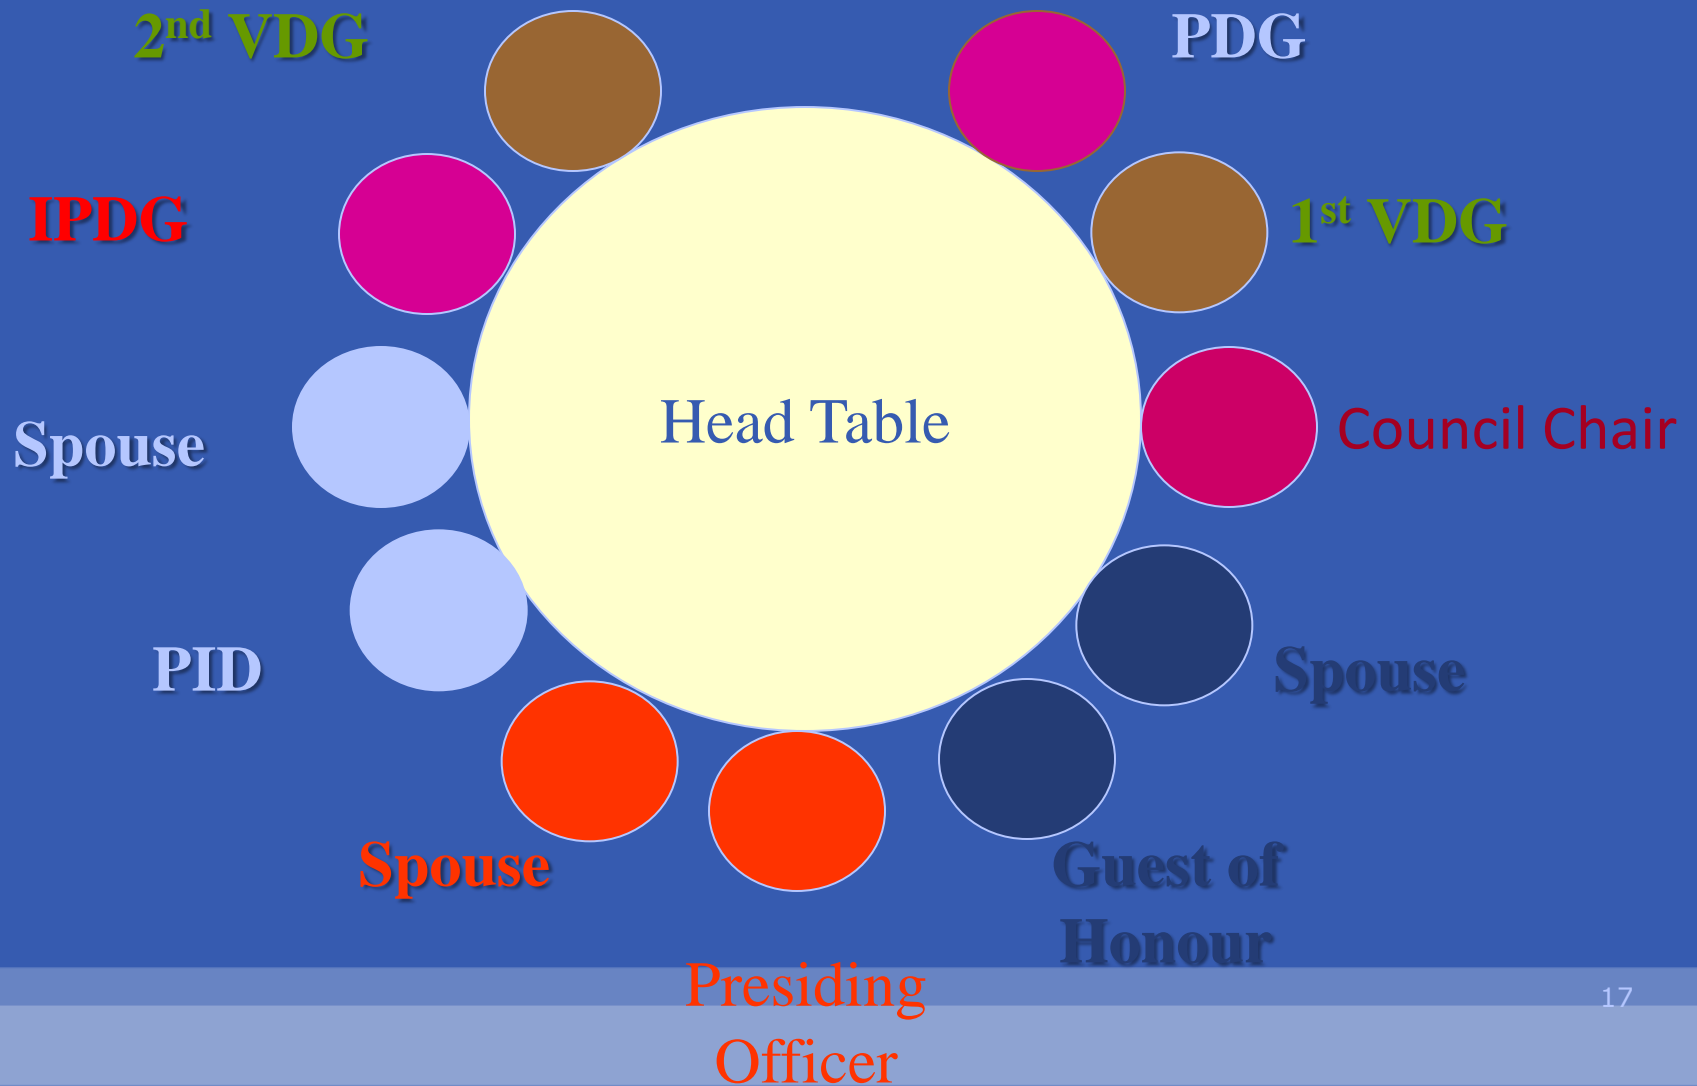 2nd VDG
PDG
IPDG
1st VDG
Head Table
Council Chair
Spouse
PID
Spouse
Spouse
Guest of
Honour
Presiding
Officer
17